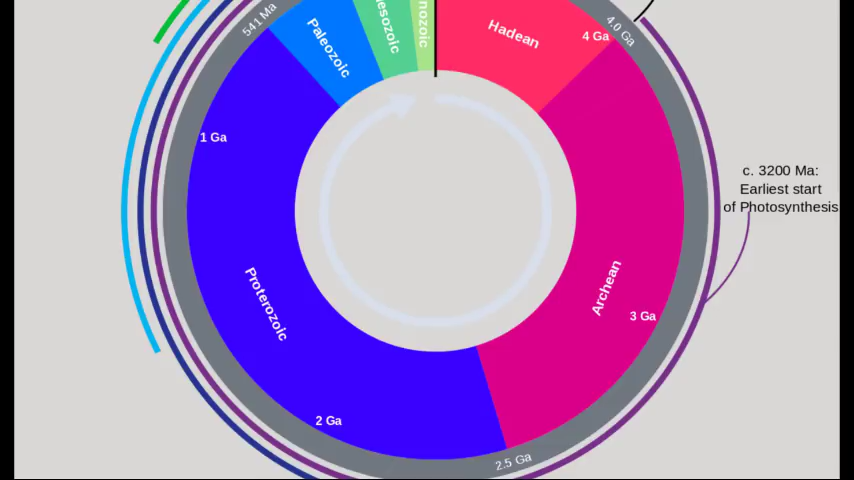 541 Ma
Paleozoic
esozoic
nozoic
Hadean
4 Ga
4.0 Ga
1 Ga
c. 3200 Ma:
Earliest start
of Photosynthesis
Proterozoic
Archean
3 Ga
2 Ga
2.5 Ga